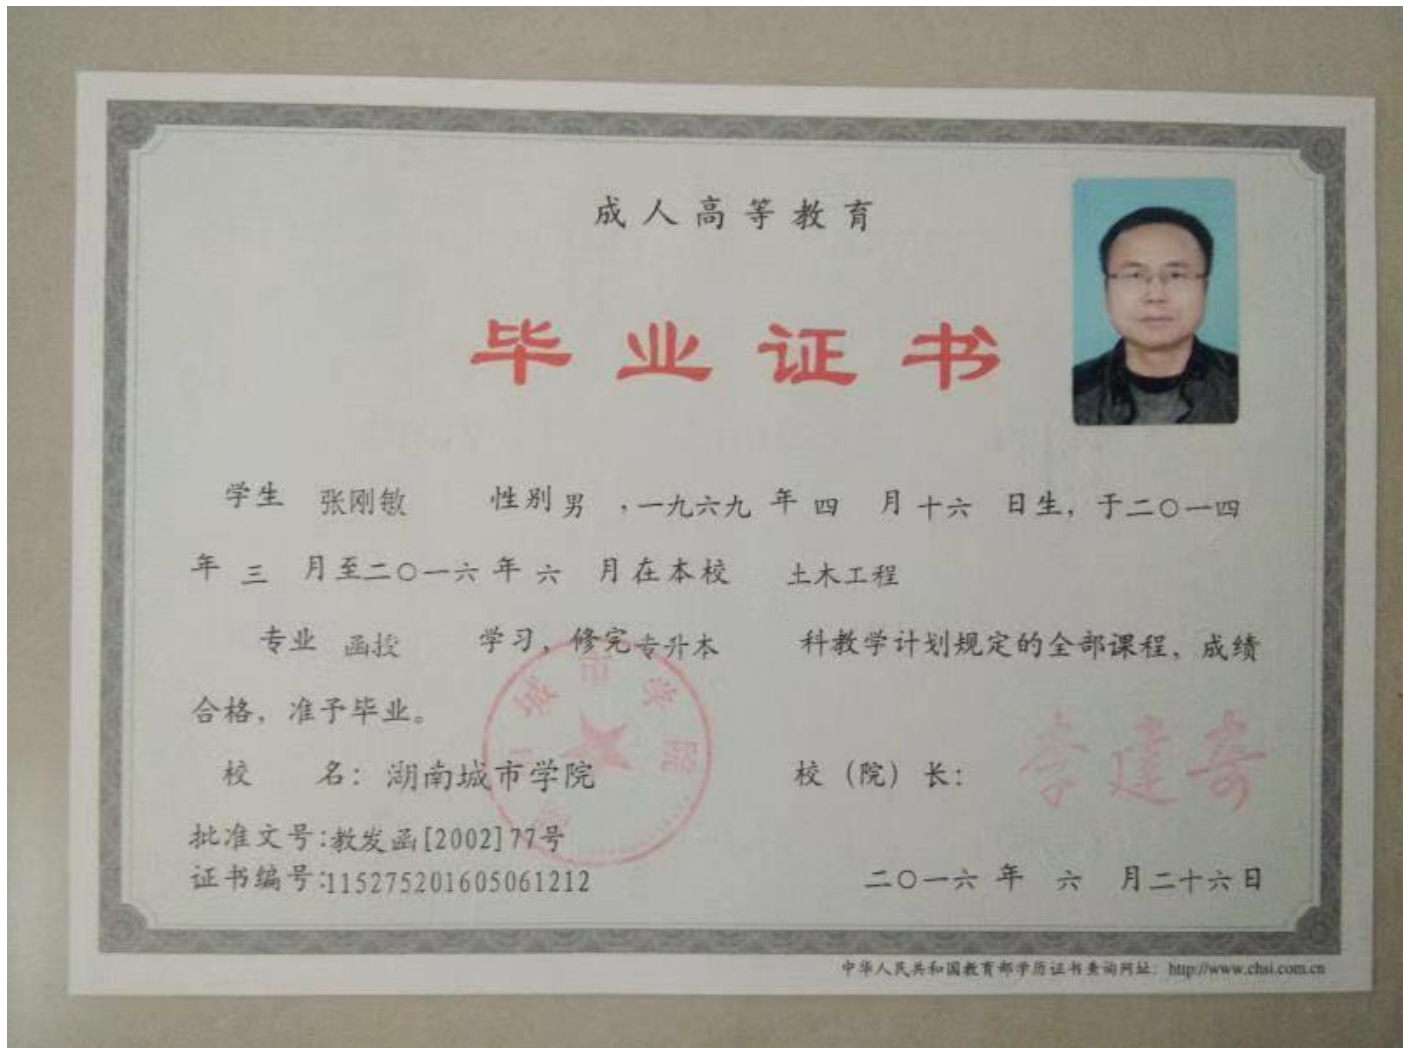 成人高等教育
毕业证书
学生 张刚敏 性别 男 ，一九六九 年 四 月 十六 日生，于二〇一四
年 三 月至二〇一六 年 六 月在本校 土木工程
专业 函授 学习，修完专升本 科教学计划规定的全部课程，成绩
合格，准予毕业。
校 名：湖南城市学院 校（院）长：李建奇
批准文号：教发函[2002]77号
证书编号：115275201605061212 二〇一六 年 六 月二十六日
城市学院
中华人民共和国教育部学历证书查询网址：http://www.chsi.com.cn